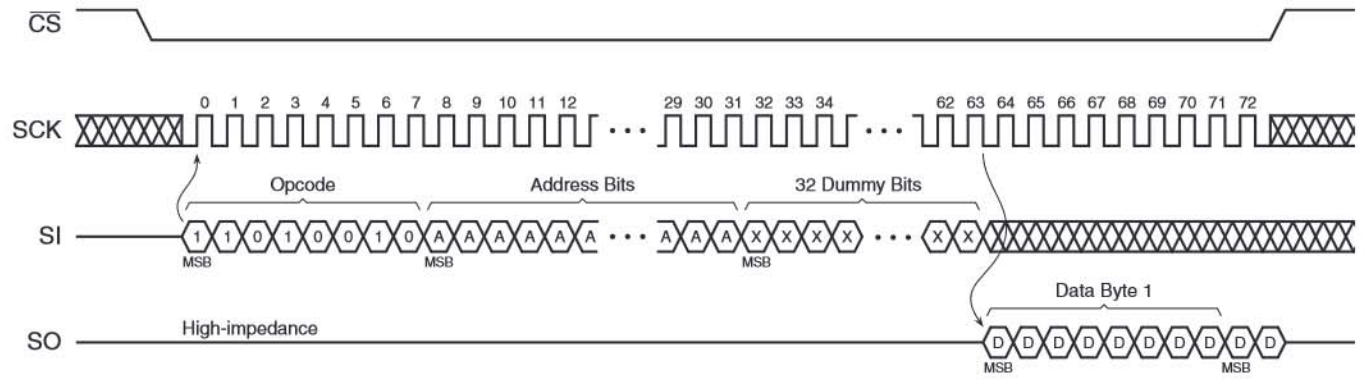 CS
0 1 2 3 4 5 6 7 8 9 10 11 12 29 30 31 32 33 34 62 63 64 65 66 67 68 69 70 71 72
SCK
Opcode Address Bits 32 Dummy Bits
SI 1 1 0 1 0 0 1 0 A A A A A A A A A X X X X X X
MSB MSB MSB
Data Byte 1
High-impedance
SO D D D D D D D D D D
MSB MSB